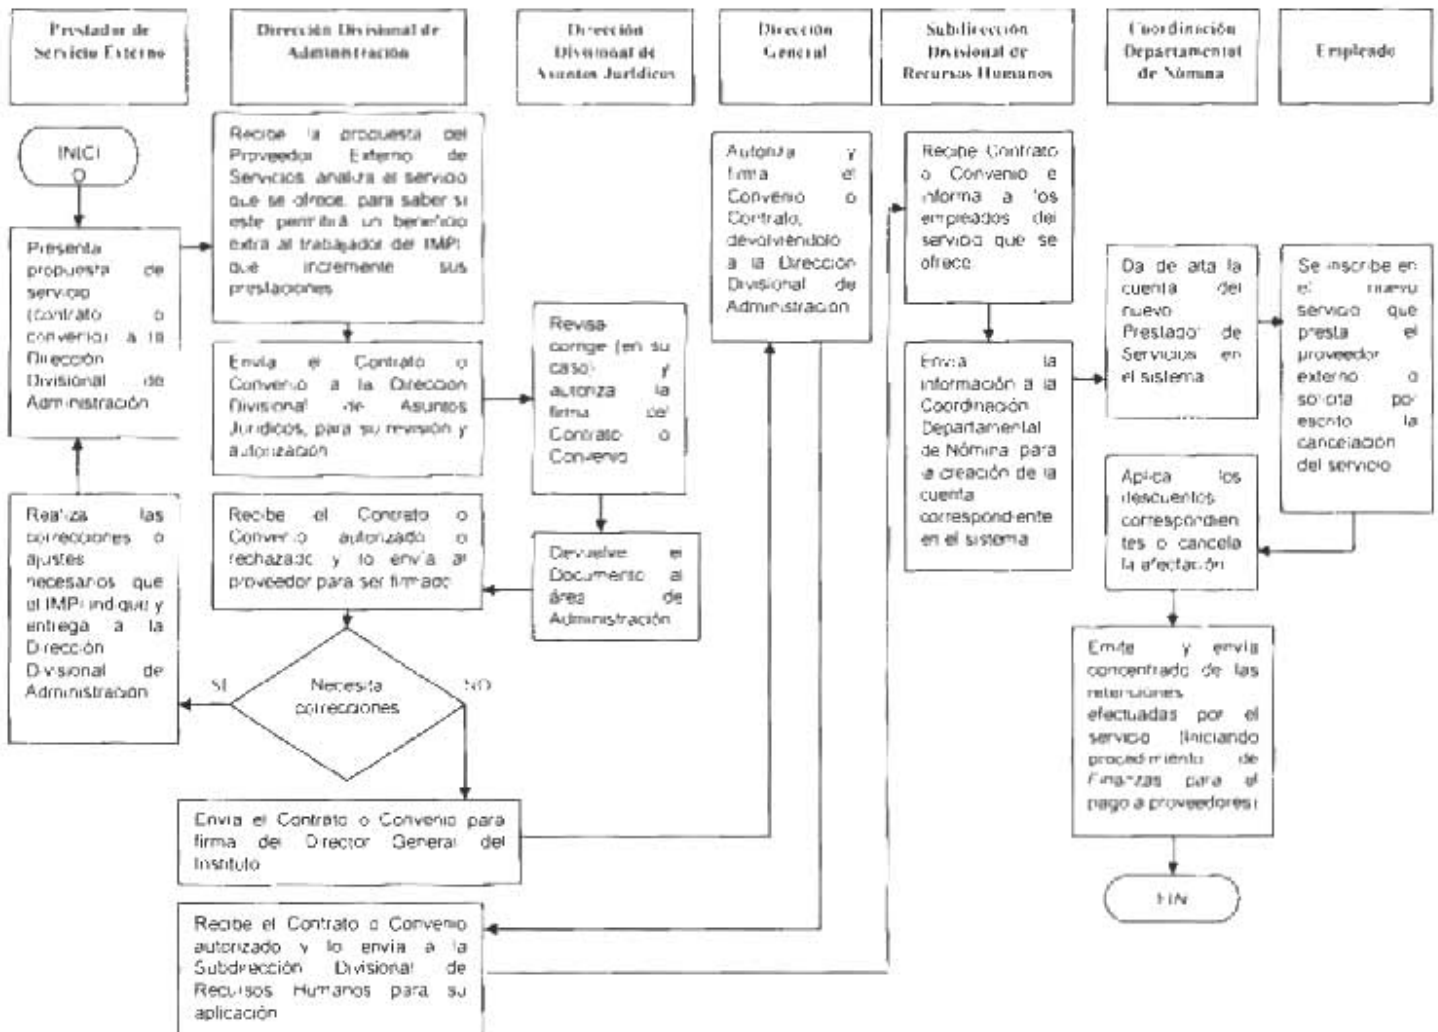 Prestador de
Servicio Externo
Dirección Divisional de
Administración
Dirección
Divisional de
Asuntos Jurídicos
Dirección
General
Subdirección
Divisional de
Recursos Humanos
Coordinación
Departamental
de Nómina
Empleado
INICI
O
Presenta
propuesta de
servicio
(contrato o
convenio) a la
Dirección
Divisional de
Administración
Realiza las
correcciones o
ajustes
necesarios que
el IMPI indique y
entrega a la
Dirección
Divisional de
Administración
Recibe la propuesta del
Proveedor Externo de
Servicios, analiza el servicio
que se ofrece, para saber si
este permitirá un beneficio
extra al trabajador del IMPI,
que incremente sus
prestaciones
Envía el Contrato o
Convenio a la Dirección
Divisional de Asuntos
Jurídicos, para su revisión y
autorización
Recibe el Contrato o
Convenio autorizado o
rechazado y lo envía al
proveedor para ser firmado
Necesita
correcciones
SI
NO
Envía el Contrato o Convenio para
firma del Director General del
Instituto
Recibe el Contrato o Convenio
autorizado y lo envía a la
Subdirección Divisional de
Recursos Humanos para su
aplicación
Revisa
corrige (en su
caso) y
autoriza la
firma del
Contrato o
Convenio
Devuelve el
Documento al
área de
Administración
Autoriza y
firma el
Convenio o
Contrato,
devolviéndolo
a la Dirección
Divisional de
Administración
Recibe Contrato
o Convenio e
informa a los
empleados del
servicio que se
ofrece
Envía la
información a la
Coordinación
Departamental
de Nómina para
la creación de la
cuenta
correspondiente
en el sistema
Da de alta la
cuenta del
nuevo
Prestador de
Servicios en
el sistema
Aplica los
descuentos
correspondien
tes o cancela
la afectación
Emite y envía
concentrado de las
retenciones
efectuadas por el
servicio (Iniciando
procedimiento de
Finanzas para el
pago a proveedores)
FIN
Se inscribe en
el nuevo
servicio que
presta el
proveedor
externo o
solicita por
escrito la
cancelación
del servicio